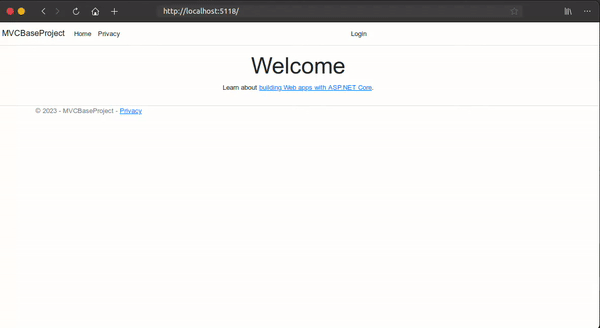 http://localhost:5118/
MVCBaseProject Home Privacy Login
Welcome
Learn about building Web apps with ASP.NET Core.
© 2023 - MVCBaseProject - Privacy